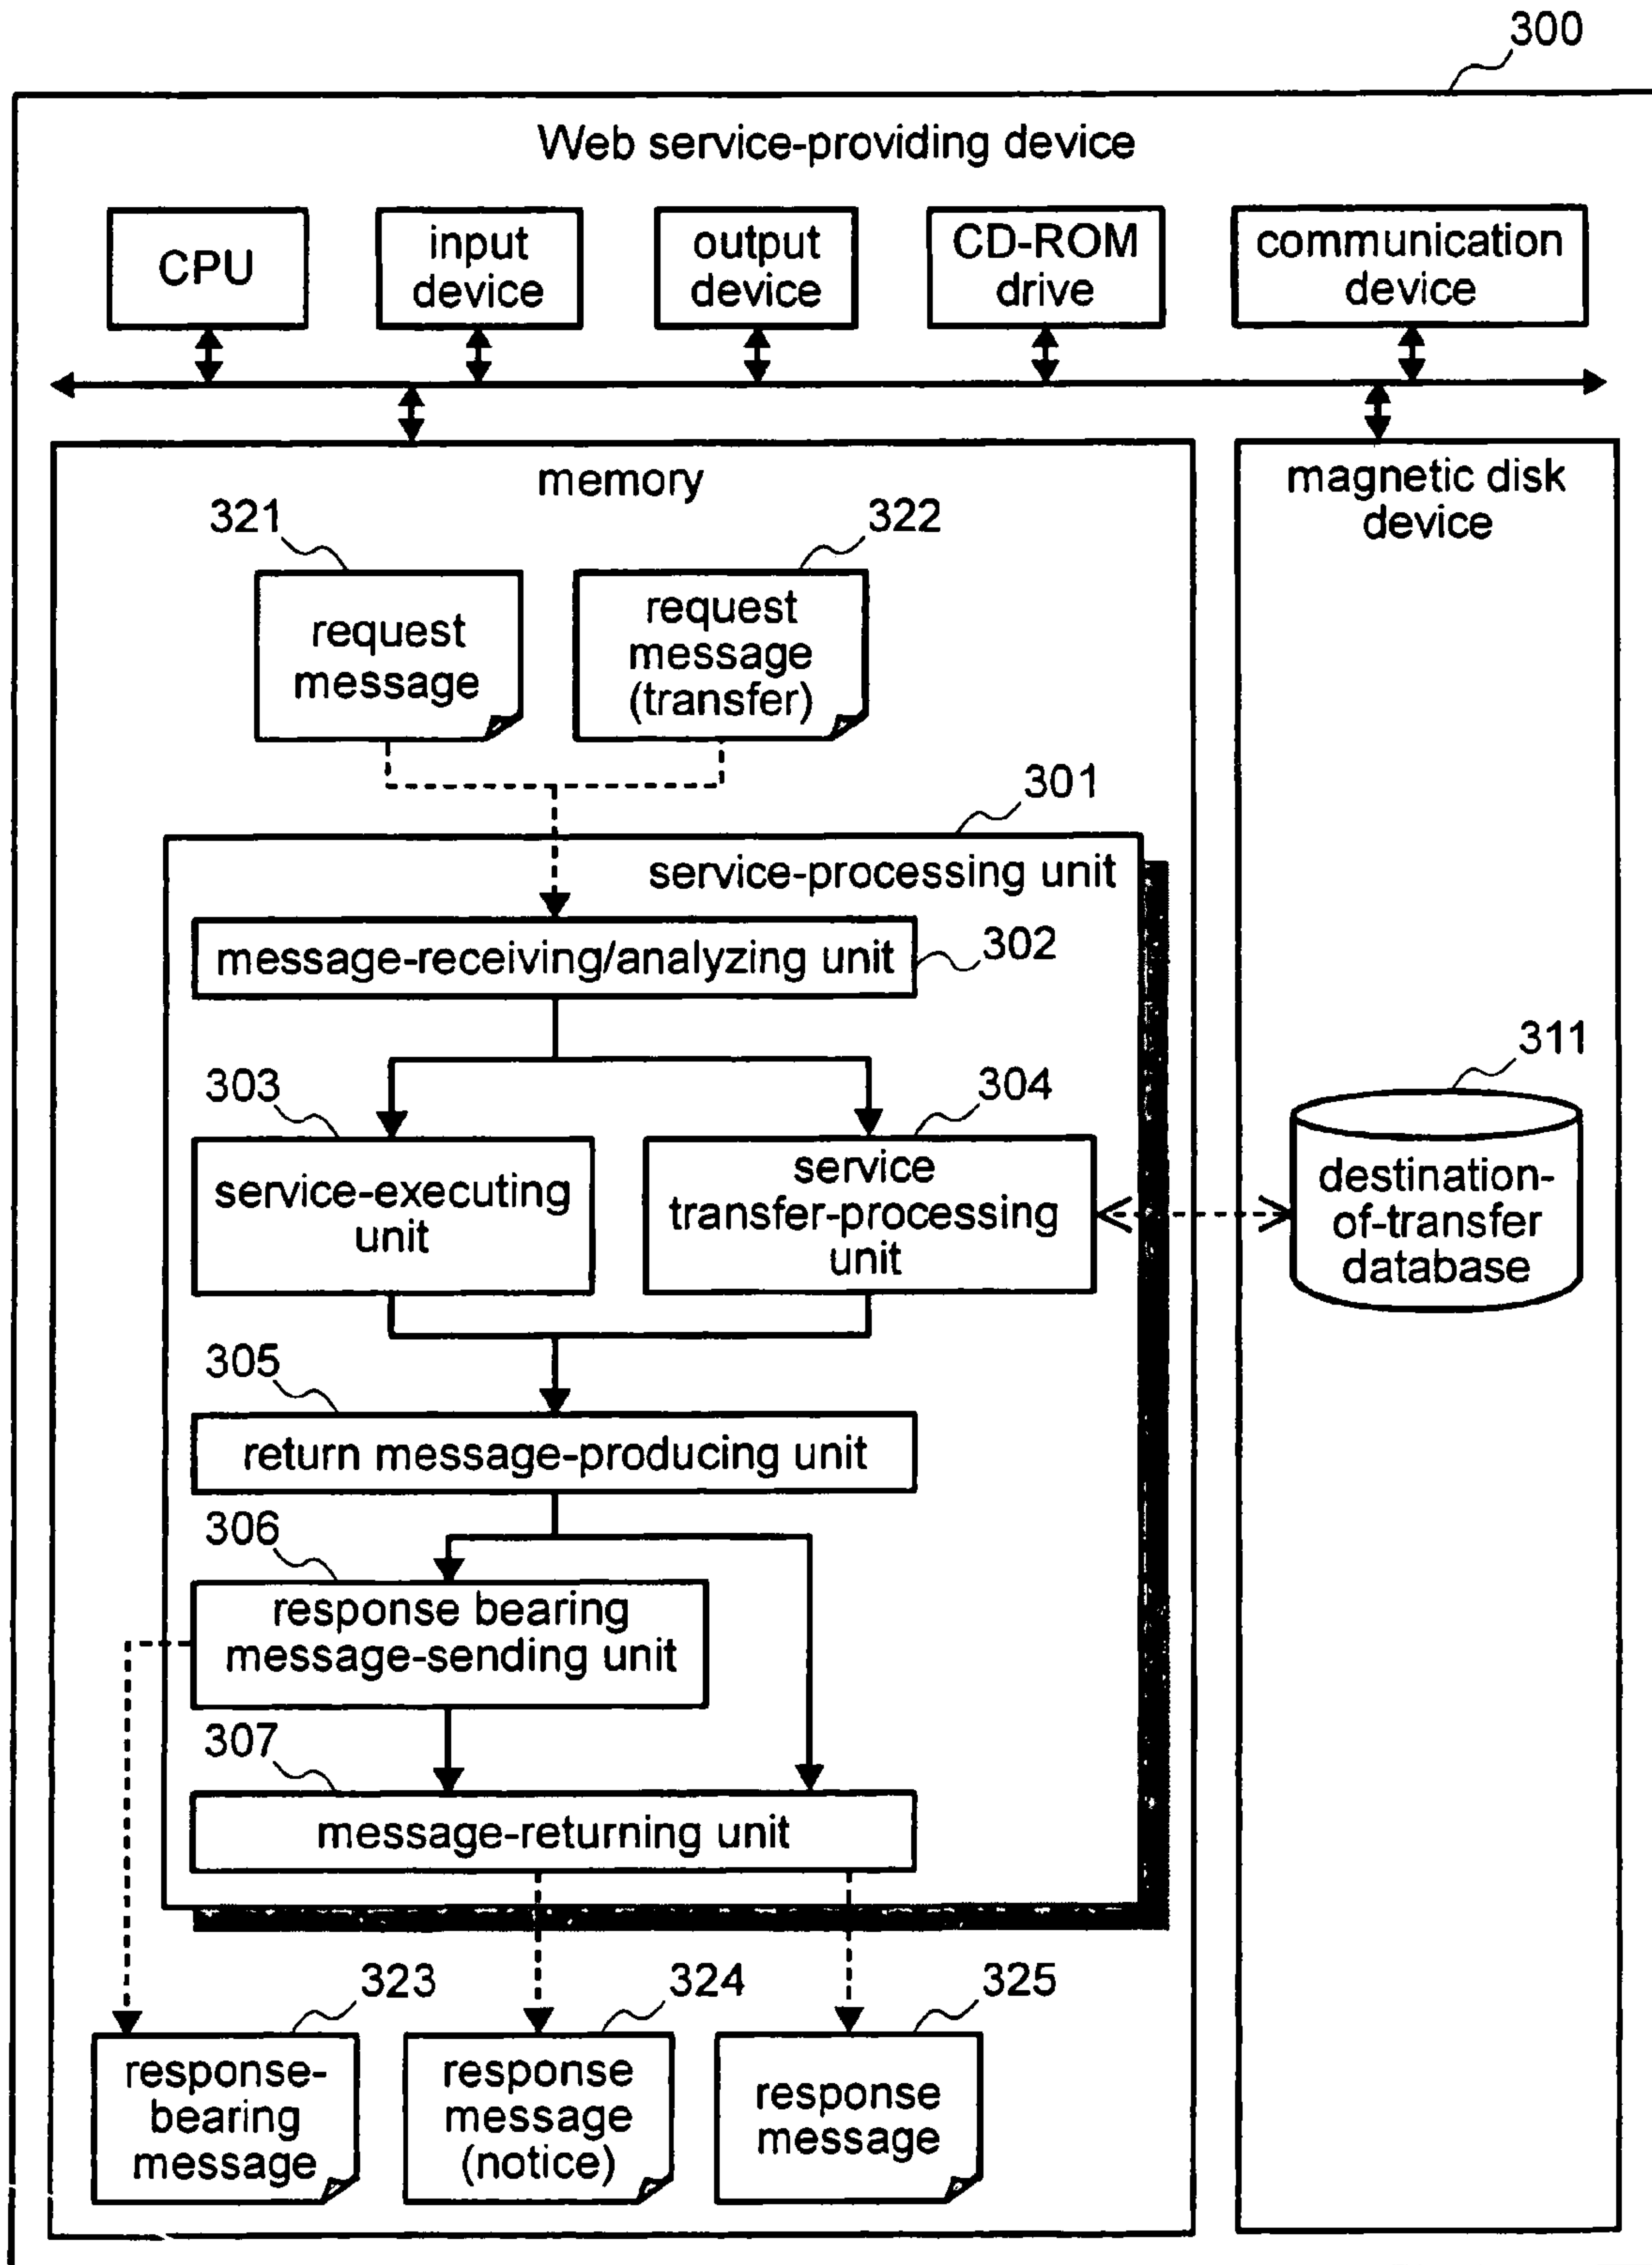 300
Web service-providing device
CPU
input
device
output
device
CD-ROM
drive
communication
device
memory
magnetic disk
device
321
322
request
message
request
message
(transfer)
301
service-processing unit
message-receiving/analyzing unit
302
303
304
311
service-executing
unit
service
transfer-processing
unit
destination-
of-transfer
database
305
return message-producing unit
306
response bearing
message-sending unit
307
message-returning unit
323
324
325
response-
bearing
message
response
message
(notice)
response
message